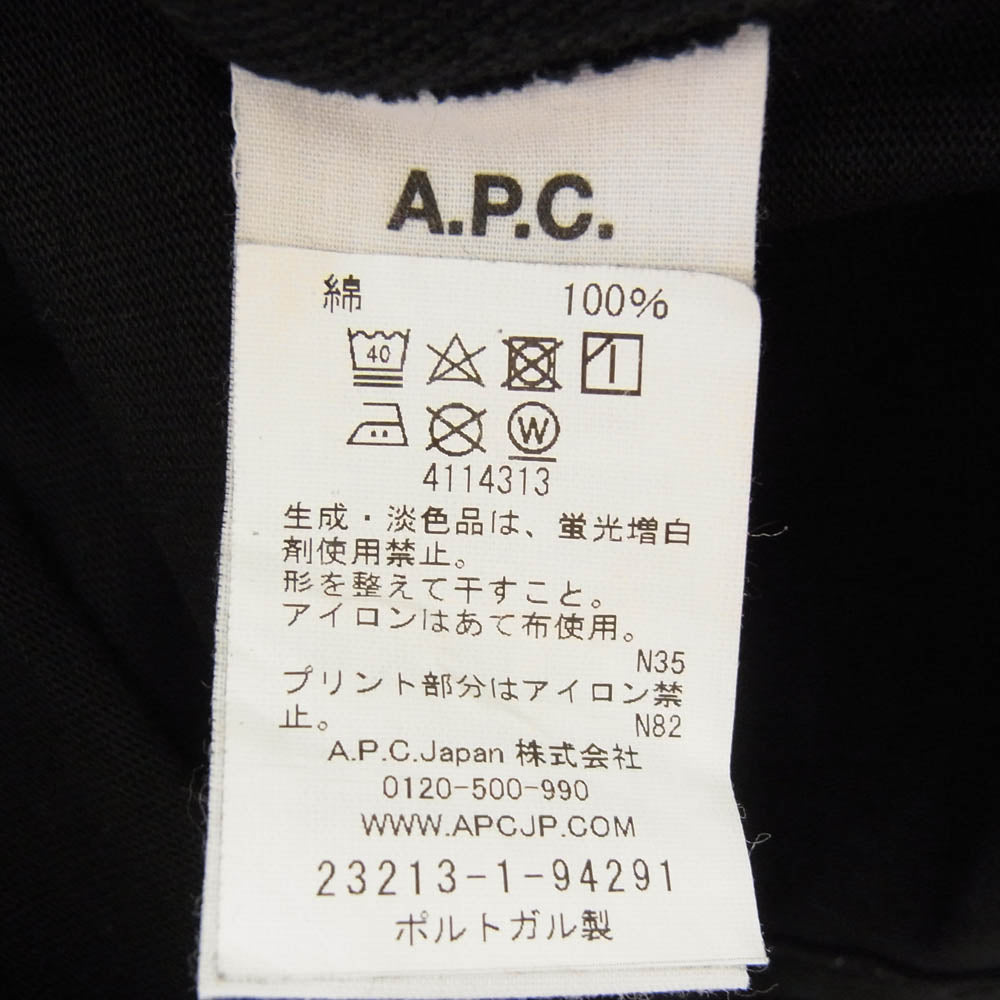 A.P.C.
綿 100%
40
W
4114313
生成・淡色品は、蛍光増白
剤使用禁止。
形を整えて干すこと。
アイロンはあて布使用。
N35
プリント部分はアイロン禁
止。 N82
A.P.C.Japan 株式会社
0120-500-990
WWW.APCJP.COM
23213-1-94291
ポルトガル製